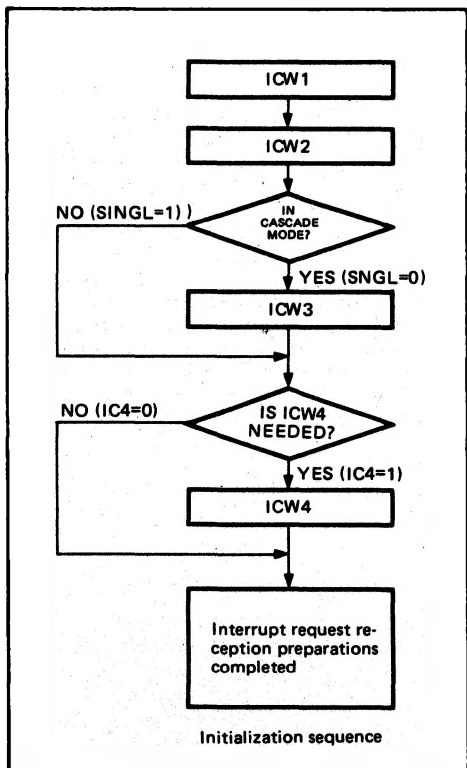 ICW1
ICW2
IN
CASCADE
MODE?
NO (SINGL=1) )
YES (SNGL=0)
ICW3
NO (IC4=0)
IS ICW4
NEEDED?
YES (IC4=1)
ICW4
Interrupt request re-
ception preparations
completed
Initialization sequence